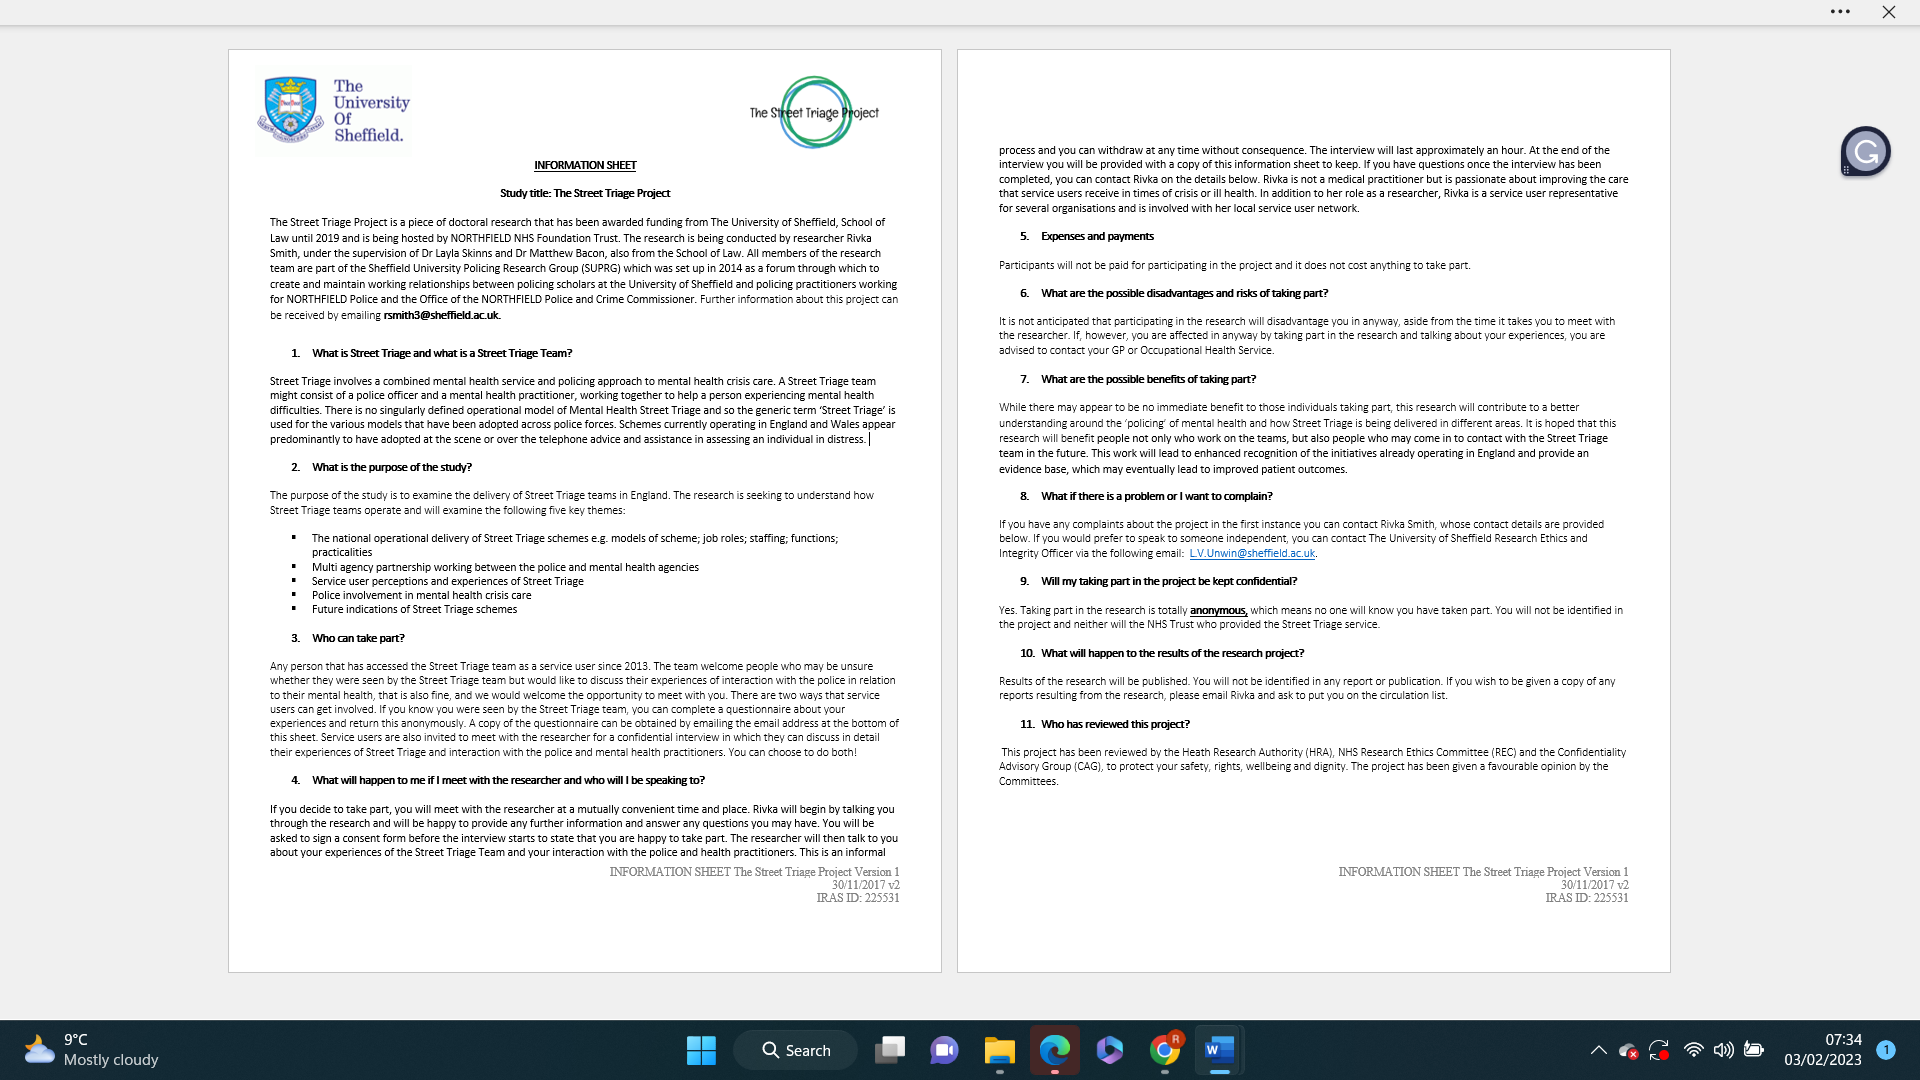 The
University
Of
Sheffield.
The Street Triage Project
INFORMATION SHEET
Study title: The Street Triage Project
The Street Triage Project is a piece of doctoral research that has been awarded funding from The University of Sheffield, School of
Law until 2019 and is being hosted by NORTHFIELD NHS Foundation Trust. The research is being conducted by researcher Rivka
Smith, under the supervision of Dr Layla Skinns and Dr Matthew Bacon, also from the School of Law. All members of the research
team are part of the Sheffield University Policing Research Group (SUPRG) which was set up in 2014 as a forum through which to
create and maintain working relationships between policing scholars at the University of Sheffield and policing practitioners working
for NORTHFIELD Police and the Office of the NORTHFIELD Police and Crime Commissioner. Further information about this project can
be received by emailing rsmith3@sheffield.ac.uk.
1. What is Street Triage and what is a Street Triage Team?
Street Triage involves a combined mental health service and policing approach to mental health crisis care. A Street Triage team
might consist of a police officer and a mental health practitioner, working together to help a person experiencing mental health
difficulties. There is no singularly defined operational model of Mental Health Street Triage and so the generic term ‘Street Triage’ is
used for the various models that have been adopted across police forces. Schemes currently operating in England and Wales appear
predominantly to have adopted at the scene or over the telephone advice and assistance in assessing an individual in distress.
2. What is the purpose of the study?
The purpose of the study is to examine the delivery of Street Triage teams in England. The research is seeking to understand how
Street Triage teams operate and will examine the following five key themes:
▪ The national operational delivery of Street Triage schemes e.g. models of scheme; job roles; staffing; functions;
practicalities
▪ Multi agency partnership working between the police and mental health agencies
▪ Service user perceptions and experiences of Street Triage
▪ Police involvement in mental health crisis care
▪ Future indications of Street Triage schemes
3. Who can take part?
Any person that has accessed the Street Triage team as a service user since 2013. The team welcome people who may be unsure
whether they were seen by the Street Triage team but would like to discuss their experiences of interaction with the police in relation
to their mental health, that is also fine, and we would welcome the opportunity to meet with you. There are two ways that service
users can get involved. If you know you were seen by the Street Triage team, you can complete a questionnaire about your
experiences and return this anonymously. A copy of the questionnaire can be obtained by emailing the email address at the bottom of
this sheet. Service users are also invited to meet with the researcher for a confidential interview in which they can discuss in detail
their experiences of Street Triage and interaction with the police and mental health practitioners. You can choose to do both!
4. What will happen to me if I meet with the researcher and who will I be speaking to?
If you decide to take part, you will meet with the researcher at a mutually convenient time and place. Rivka will begin by talking you
through the research and will be happy to provide any further information and answer any questions you may have. You will be
asked to sign a consent form before the interview starts to state that you are happy to take part. The researcher will then talk to you
about your experiences of the Street Triage Team and your interaction with the police and health practitioners. This is an informal
INFORMATION SHEET The Street Triage Project Version 1
30/11/2017 v2
IRAS ID: 225531
process and you can withdraw at any time without consequence. The interview will last approximately an hour. At the end of the
interview you will be provided with a copy of this information sheet to keep. If you have questions once the interview has been
completed, you can contact Rivka on the details below. Rivka is not a medical practitioner but is passionate about improving the care
that service users receive in times of crisis or ill health. In addition to her role as a researcher, Rivka is a service user representative
for several organisations and is involved with her local service user network.
5. Expenses and payments
Participants will not be paid for participating in the project and it does not cost anything to take part.
6. What are the possible disadvantages and risks of taking part?
It is not anticipated that participating in the research will disadvantage you in anyway, aside from the time it takes you to meet with
the researcher. If, however, you are affected in anyway by taking part in the research and talking about your experiences, you are
advised to contact your GP or Occupational Health Service.
7. What are the possible benefits of taking part?
While there may appear to be no immediate benefit to those individuals taking part, this research will contribute to a better
understanding around the ‘policing’ of mental health and how Street Triage is being delivered in different areas. It is hoped that this
research will benefit people not only who work on the teams, but also people who may come in to contact with the Street Triage
team in the future. This work will lead to enhanced recognition of the initiatives already operating in England and provide an
evidence base, which may eventually lead to improved patient outcomes.
8. What if there is a problem or I want to complain?
If you have any complaints about the project in the first instance you can contact Rivka Smith, whose contact details are provided
below. If you would prefer to speak to someone independent, you can contact The University of Sheffield Research Ethics and
Integrity Officer via the following email: L.V.Unwin@sheffield.ac.uk.
9. Will my taking part in the project be kept confidential?
Yes. Taking part in the research is totally anonymous, which means no one will know you have taken part. You will not be identified in
the project and neither will the NHS Trust who provided the Street Triage service.
10. What will happen to the results of the research project?
Results of the research will be published. You will not be identified in any report or publication. If you wish to be given a copy of any
reports resulting from the research, please email Rivka and ask to put you on the circulation list.
11. Who has reviewed this project?
This project has been reviewed by the Heath Research Authority (HRA), NHS Research Ethics Committee (REC) and the Confidentiality
Advisory Group (CAG), to protect your safety, rights, wellbeing and dignity. The project has been given a favourable opinion by the
Committees.
INFORMATION SHEET The Street Triage Project Version 1
30/11/2017 v2
IRAS ID: 225531
9°C
Mostly cloudy
Search
R
W
07:34
03/02/2023
1